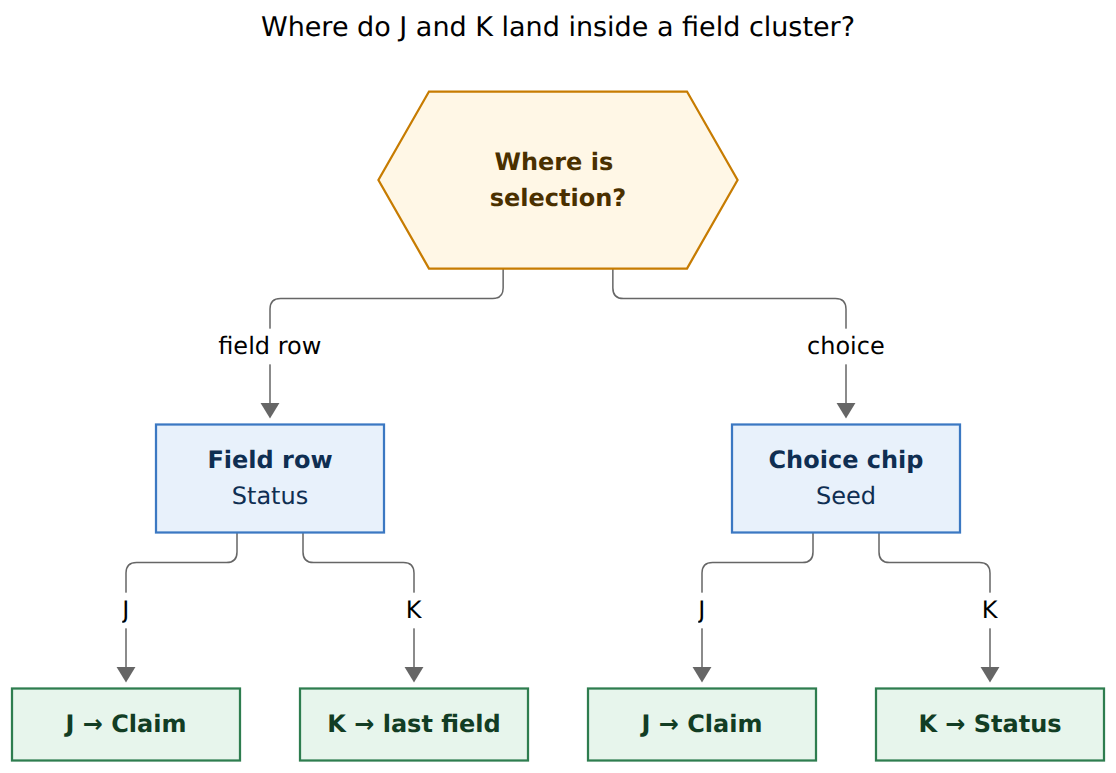 Where do J and K land inside a field cluster?
Where is
selection?
field row
choice
Field row
Status
Choice chip
Seed
J
K
J
K
J → Claim
K → last field
J → Claim
K → Status